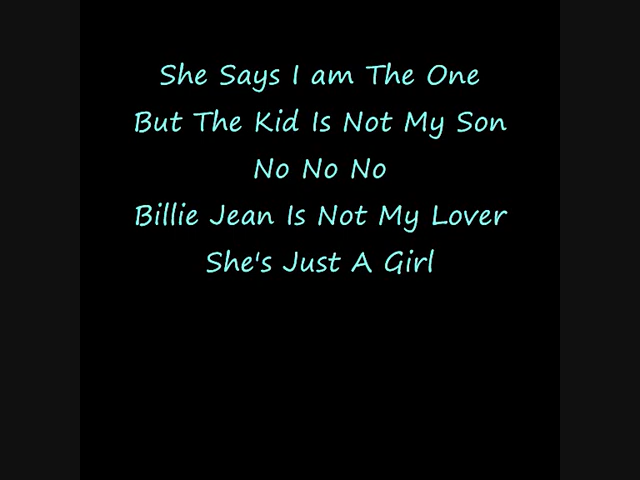 She Says I am The One
But The Kid Is Not My Son
No No No
Billie Jean Is Not My Lover
She's Just A Girl